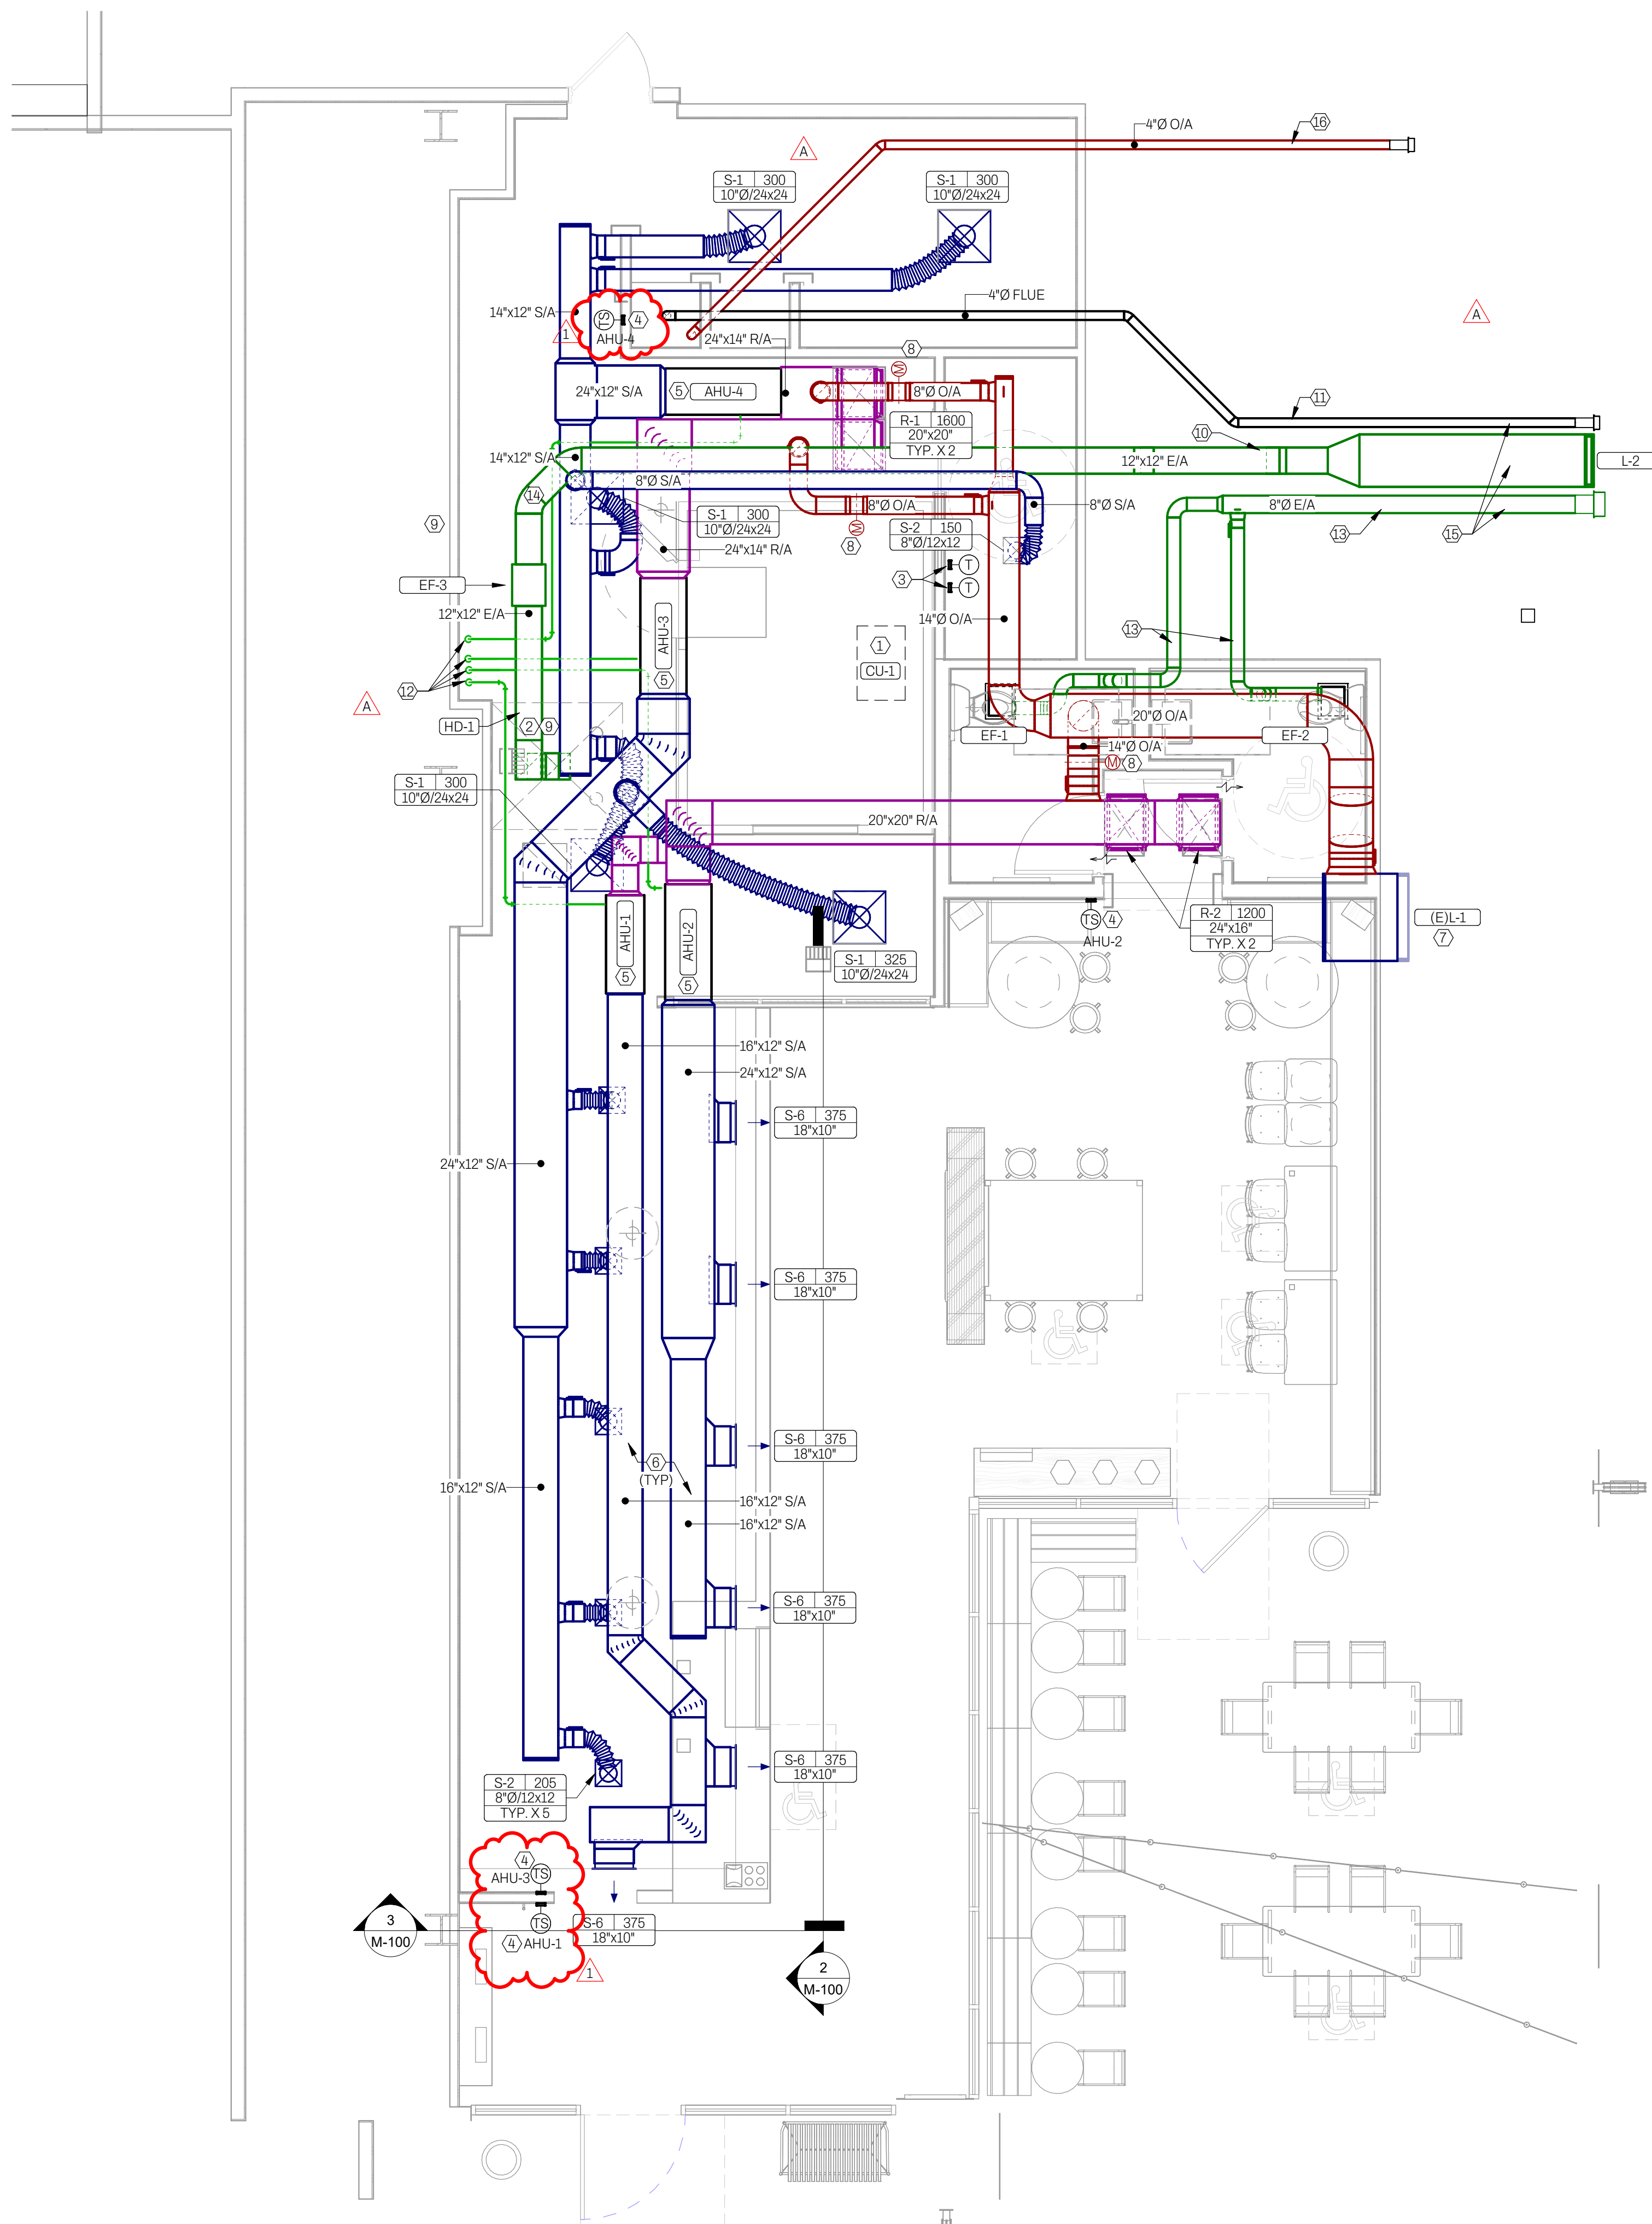 4"Ø O/A
16
A
S-1 300
10"Ø/24x24
S-1 300
10"Ø/24x24
4"Ø FLUE
A
14"x12" S/A
TS
4
AHU-4
1
24"x14" R/A
8
M
24"x12" S/A
5
AHU-4
8"Ø O/A
11
R-1 1600
20"x20"
TYP. X 2
10
14"x12" S/A
12"x12" E/A
L-2
8"Ø S/A
14
8"Ø O/A
8"Ø S/A
8"Ø E/A
S-1 300
10"Ø/24x24
9
M
S-2 150
8"Ø/12x12
13
15
8
24"x14" R/A
3
T
T
EF-3
12"x12" E/A
14"Ø O/A
AHU-3
13
1
CU-1
5
12
A
HD-1
2
9
20"Ø O/A
EF-1
EF-2
14"Ø O/A
M
8
S-1 300
10"Ø/24x24
20"x20" R/A
AHU-1
AHU-2
TS
4
AHU-2
R-2 1200
24"x16"
TYP. X 2
(E)L-1
7
5
5
S-1 325
10"Ø/24x24
16"x12" S/A
24"x12" S/A
S-6 375
18"x10"
24"x12" S/A
S-6 375
18"x10"
S-6 375
18"x10"
6
(TYP)
16"x12" S/A
16"x12" S/A
16"x12" S/A
S-6 375
18"x10"
S-6 375
18"x10"
S-2 205
8"Ø/12x12
TYP. X 5
4
AHU-3
TS
3
M-100
TS
S-6 375
18"x10"
4
AHU-1
1
2
M-100